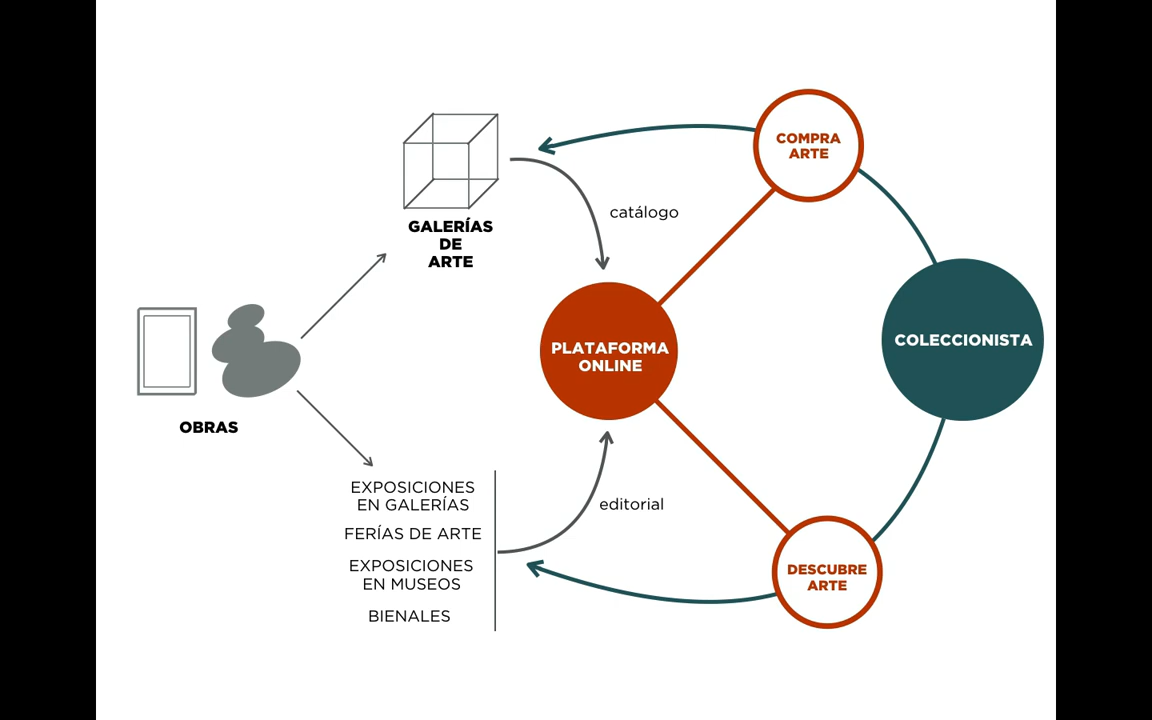 COMPRA
ARTE
catálogo
GALERÍAS
DE
ARTE
PLATAFORMA
ONLINE
COLECCIONISTA
OBRAS
EXPOSICIONES
EN GALERÍAS
FERÍAS DE ARTE
EXPOSICIONES
EN MUSEOS
BIENALES
editorial
DESCUBRE
ARTE